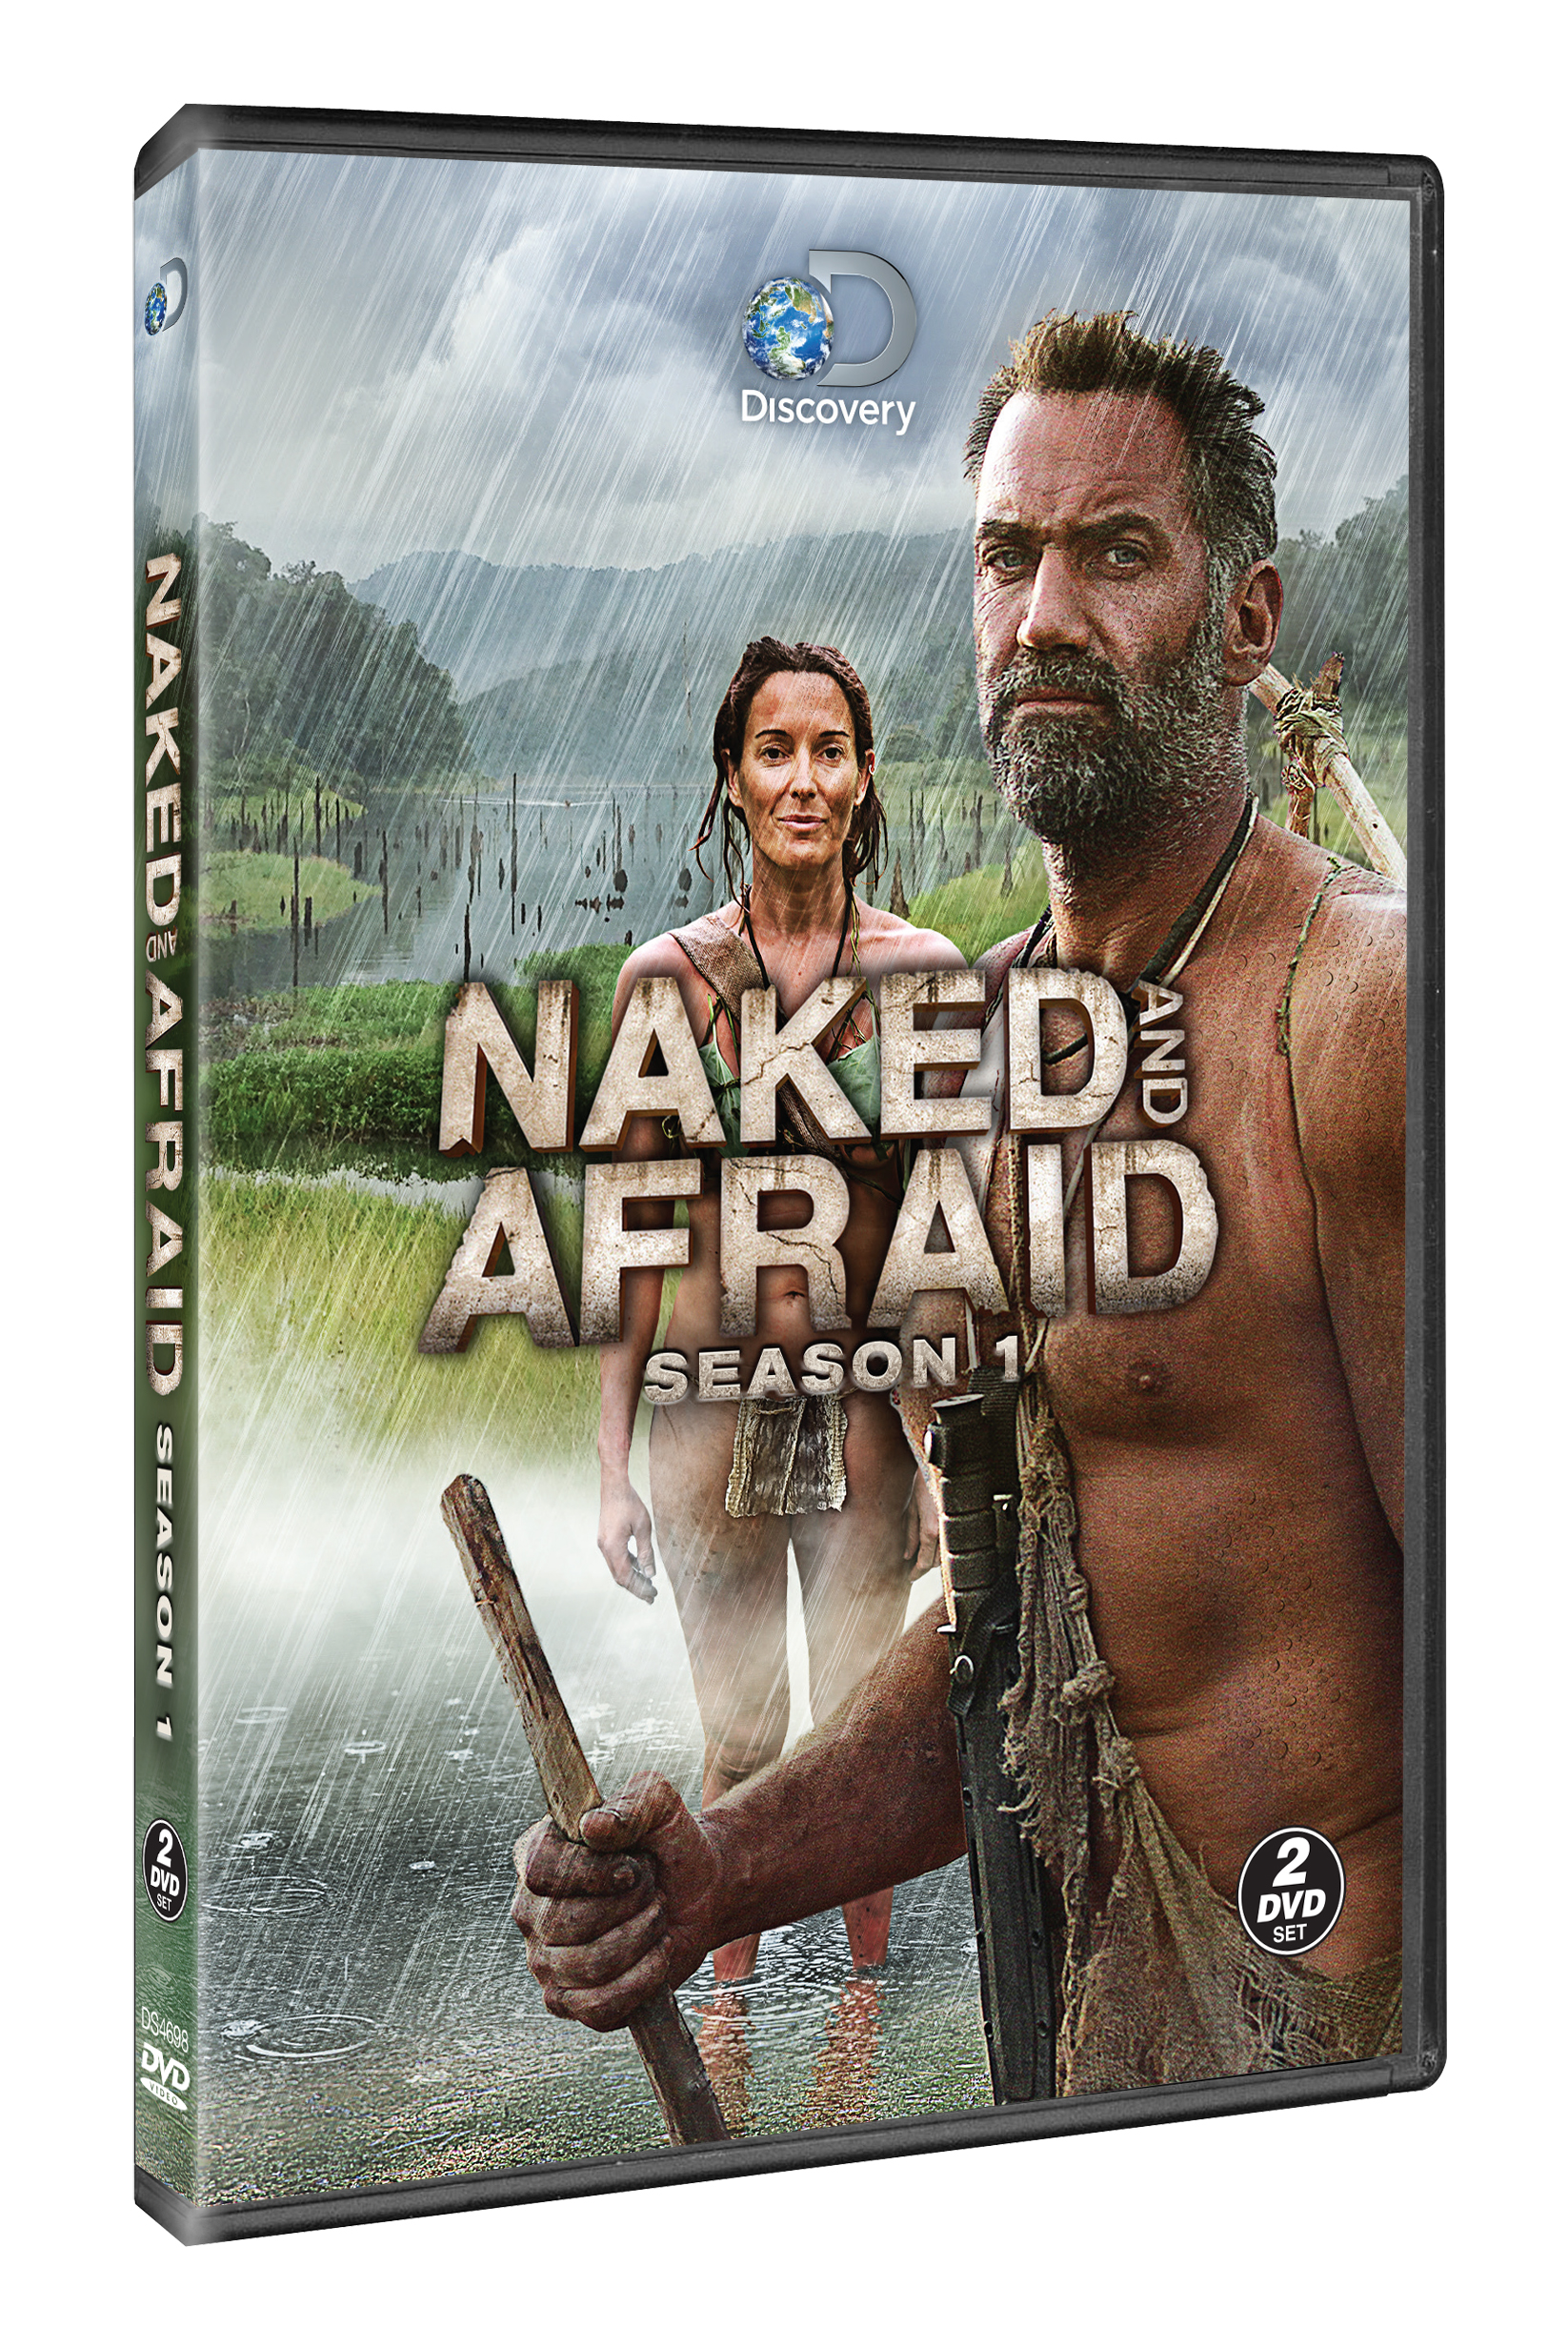 Discovery
NAKED AND
AFRAID
SEASON 1
2
DVD
SET
NAKED AND AFRAID SEASON 1
2
DVD
SET
DS4698
DVD
VIDEO